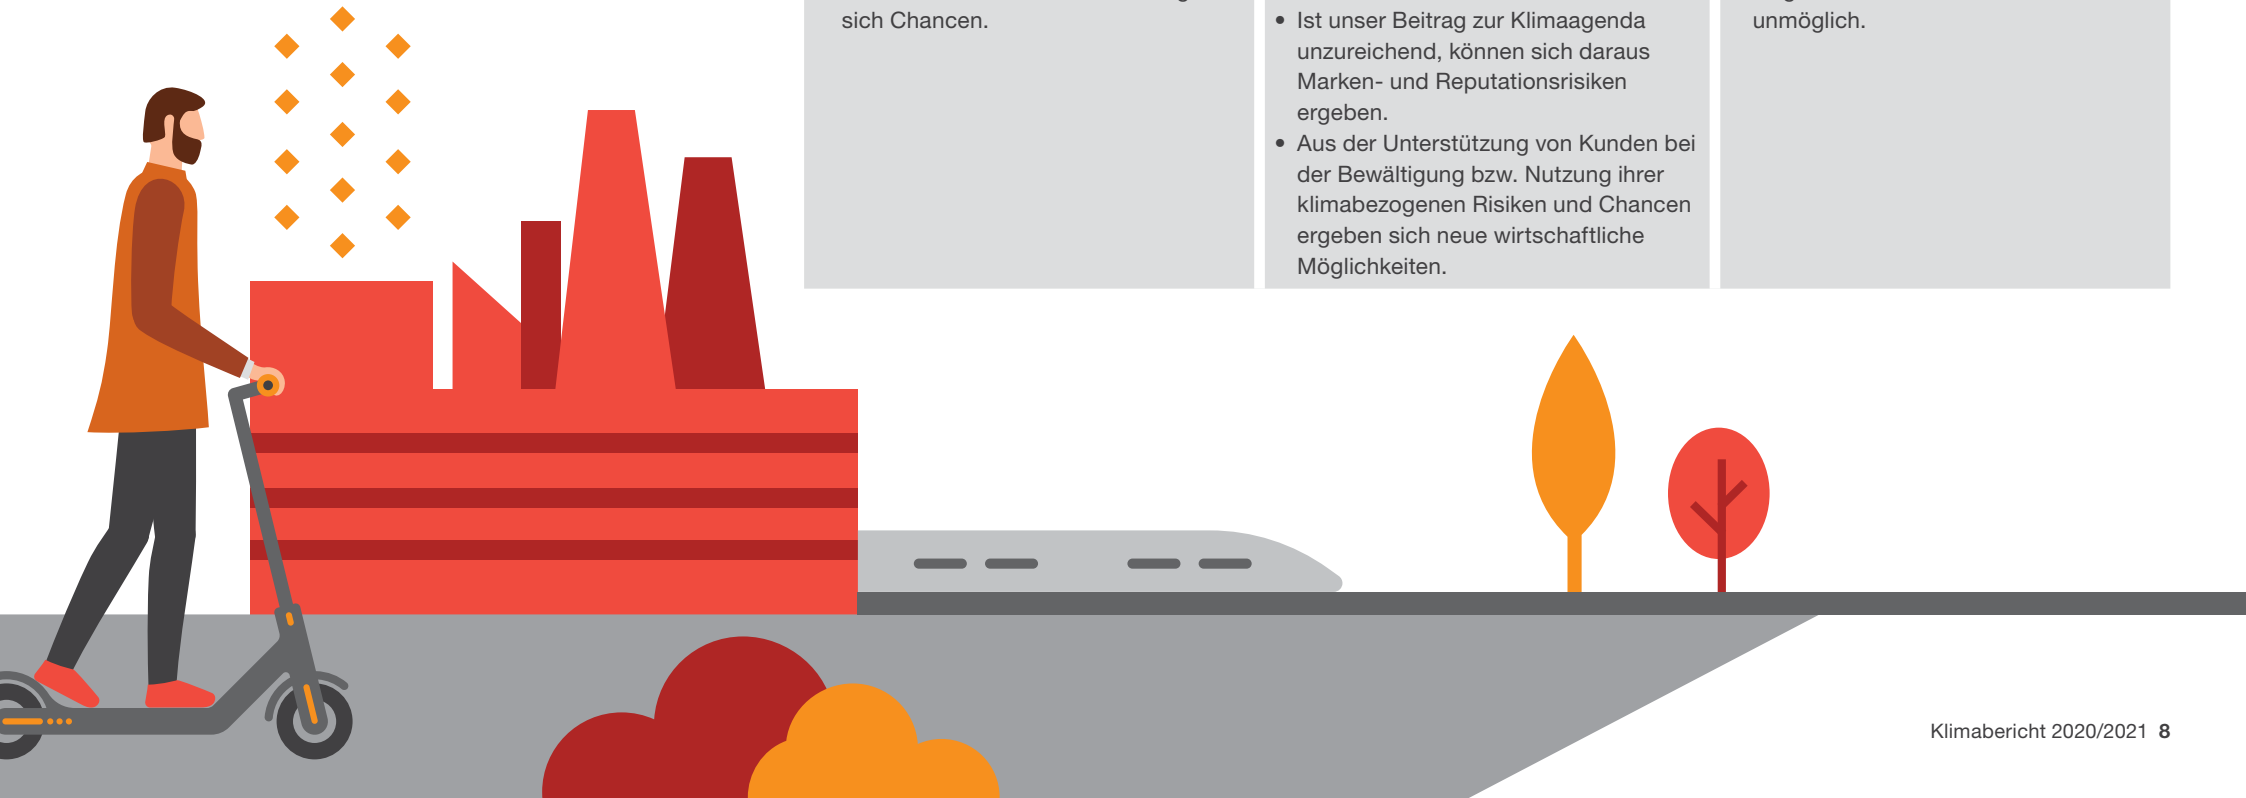 sich Chancen.
• Ist unser Beitrag zur Klimaagenda
unzureichend, können sich daraus
Marken- und Reputationsrisiken
ergeben.
• Aus der Unterstützung von Kunden bei
der Bewältigung bzw. Nutzung ihrer
klimabezogenen Risiken und Chancen
ergeben sich neue wirtschaftliche
Möglichkeiten.
unmöglich.
Klimabericht 2020/2021 8